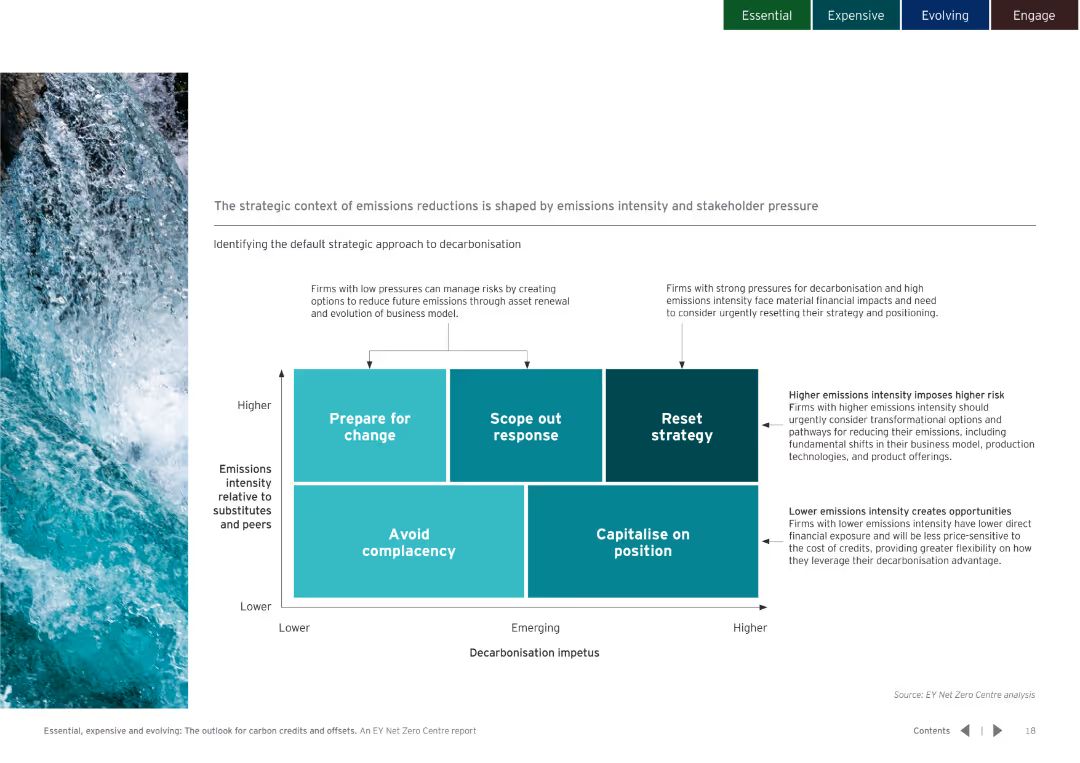 Essential
Expensive
Evolving
Engage
The strategic context of emissions reductions is shaped by emissions intensity and stakeholder pressure
Identifying the default strategic approach to decarbonisation
Firms with low pressures can manage risks by creating
options to reduce future emissions through asset renewal
and evolution of business model.
Firms with strong pressures for decarbonisation and high
emissions intensity face material financial impacts and need
to consider urgently resetting their strategy and positioning.
Higher
Emissions
intensity
relative to
substitutes
and peers
Lower
Prepare for
change
Scope out
response
Reset
strategy
Avoid
complacency
Capitalise on
position
Higher emissions intensity imposes higher risk
Firms with higher emissions intensity should
urgently consider transformational options and
pathways for reducing their emissions, including
fundamental shifts in their business model, production
technologies, and product offerings.
Lower emissions intensity creates opportunities
Firms with lower emissions intensity have lower direct
financial exposure and will be less price-sensitive to
the cost of credits, providing greater flexibility on how
they leverage their decarbonisation advantage.
Lower
Emerging
Higher
Decarbonisation impetus
Source: EY Net Zero Centre analysis
Essential, expensive and evolving: The outlook for carbon credits and offsets. An EY Net Zero Centre report
Contents | 18